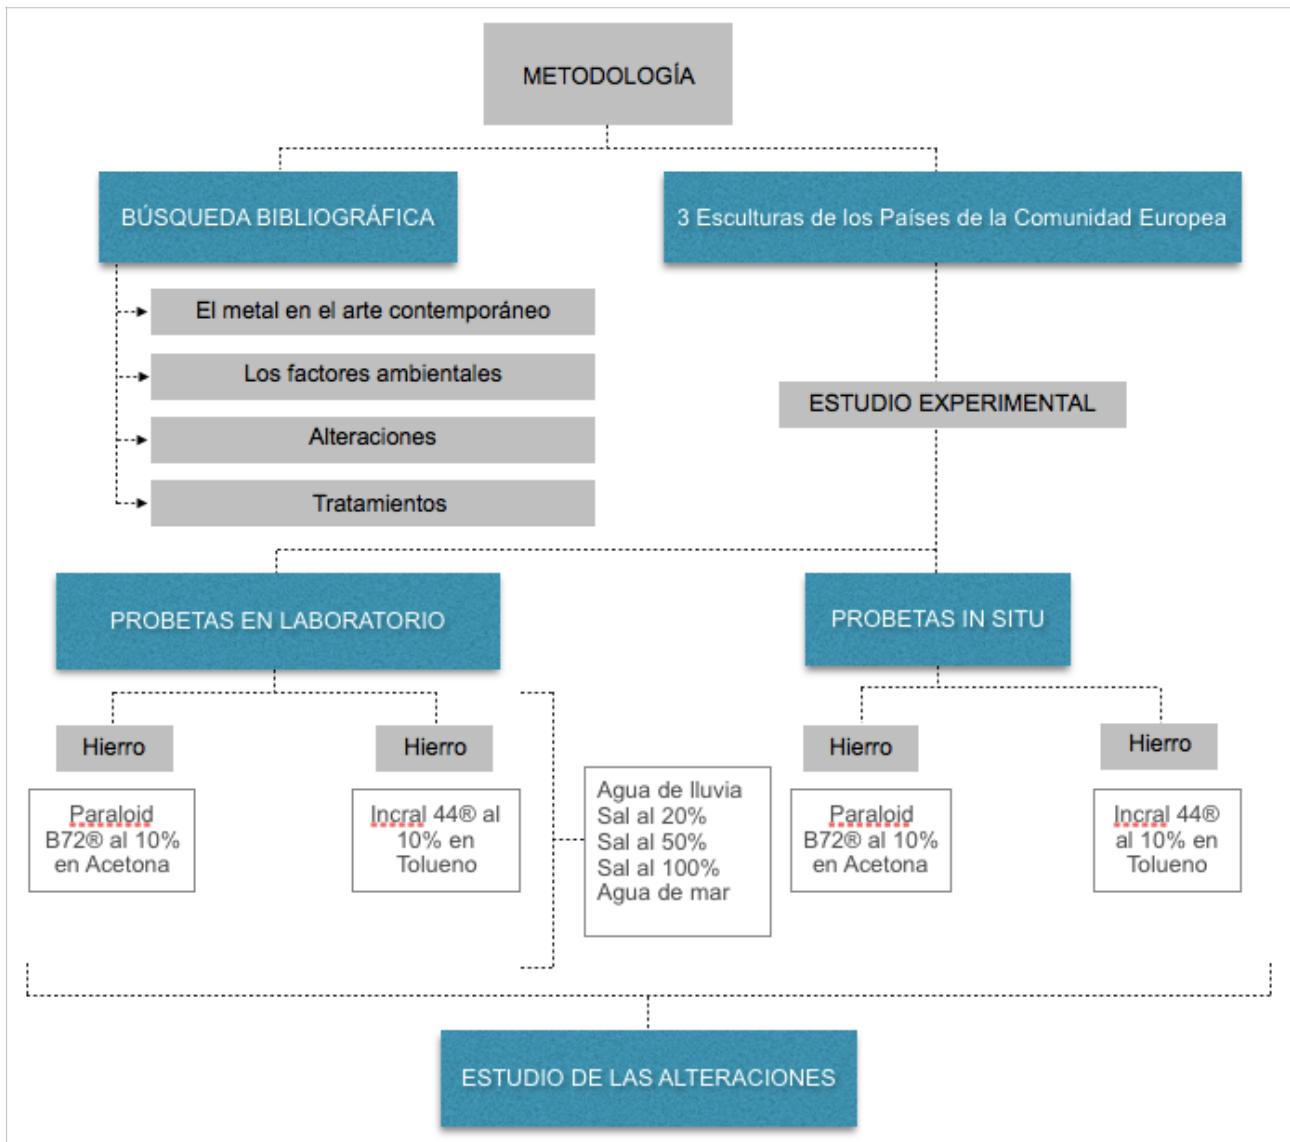 METODOLOGÍA
BÚSQUEDA BIBLIOGRÁFICA
3 Esculturas de los Países de la Comunidad Europea
El metal en el arte contemporáneo
Los factores ambientales
Alteraciones
Tratamientos
ESTUDIO EXPERIMENTAL
PROBETAS EN LABORATORIO
PROBETAS IN SITU
Hierro
Paraloid
B72® al 10%
en Acetona
Hierro
Incral 44® al
10% en
Tolueno
Agua de lluvia
Sal al 20%
Sal al 50%
Sal al 100%
Agua de mar
Hierro
Paraloid
B72® al 10%
en Acetona
Hierro
Incral 44®
al 10% en
Tolueno
ESTUDIO DE LAS ALTERACIONES